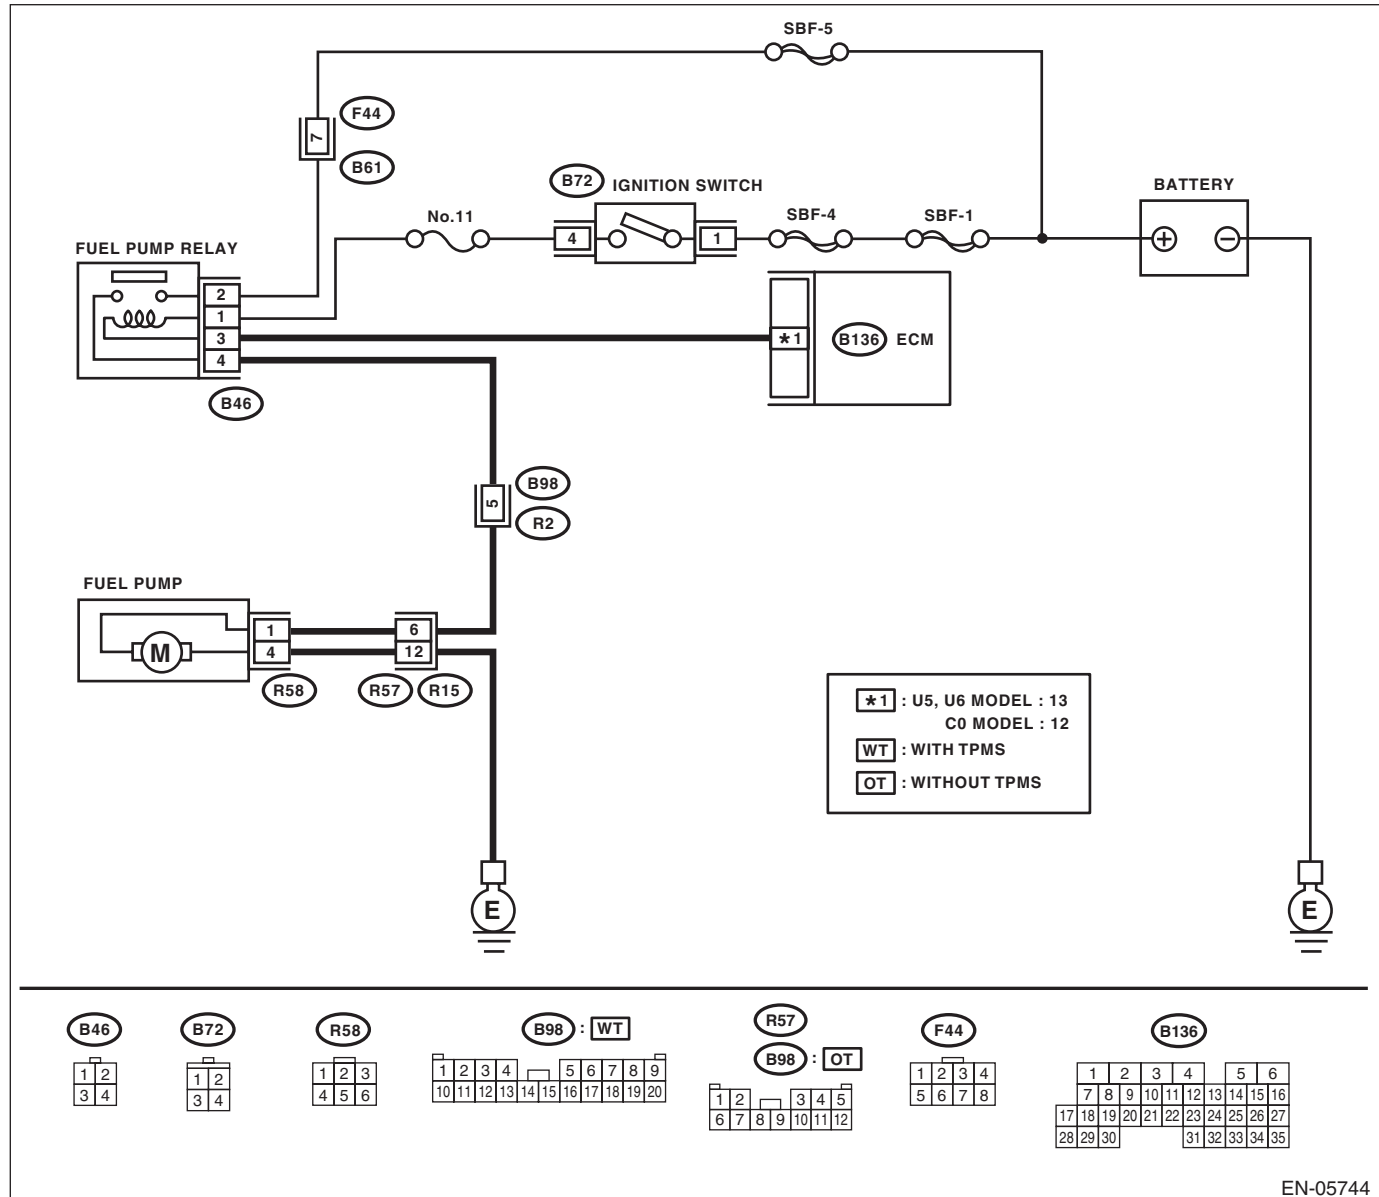 SBF-5
F44
7
B61
B72 IGNITION SWITCH
BATTERY
No.11
4
1
SBF-4
SBF-1
+
−
FUEL PUMP RELAY
2
1
3
4
B46
*1
B136 ECM
B98
5
R2
FUEL PUMP
M
1
4
6
12
R58
R57
R15
*1 : U5, U6 MODEL : 13
C0 MODEL : 12
WT : WITH TPMS
OT : WITHOUT TPMS
E
E
B46
1 2
3 4
B72
1 2
3 4
R58
1 2 3
4 5 6
B98 : WT
1 2 3 4 5 6 7 8 9
10 11 12 13 14 15 16 17 18 19 20
R57
B98 : OT
1 2 3 4 5
6 7 8 9 10 11 12
F44
1 2 3 4
5 6 7 8
B136
1 2 3 4 5 6
7 8 9 10 11 12 13 14 15 16
17 18 19 20 21 22 23 24 25 26 27
28 29 30 31 32 33 34 35
EN-05744